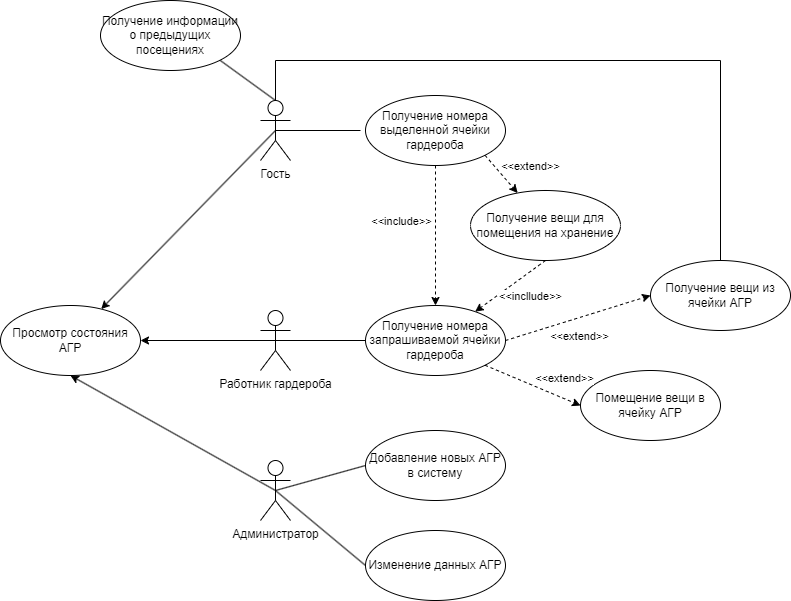 Получение информации
о предыдущих
посещениях
Получение номера
выделенной ячейки
гардероба
<<extend>>
Гость
<<include>>
Получение вещи для
помещения на хранение
Получение вещи из
ячейки АГР
<<incllude>>
Просмотр состояния
АГР
Получение номера
запрашиваемой ячейки
гардероба
<<extend>>
Работник гардероба
<<extend>>
Помещение вещи в
ячейку АГР
Добавление новых АГР
в систему
Администратор
Изменение данных АГР